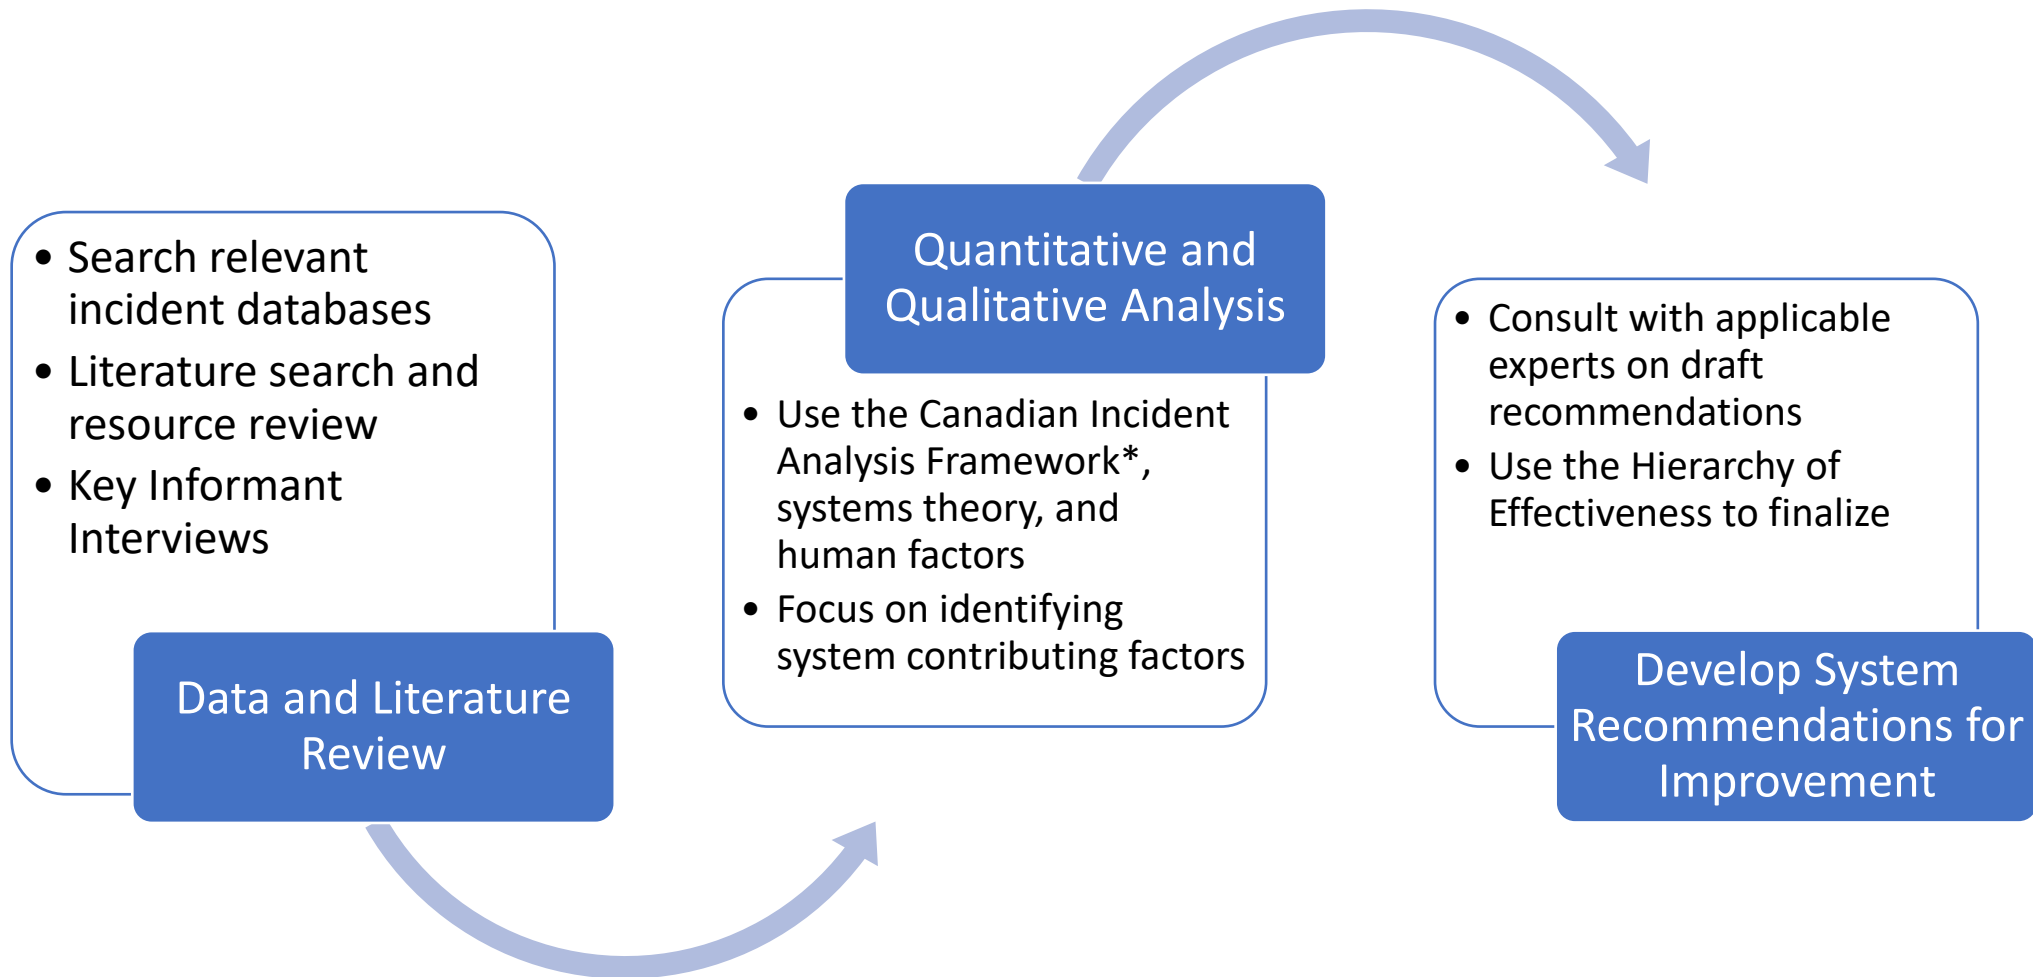 • Search relevant
incident databases
• Literature search and
resource review
• Key Informant
Interviews
Data and Literature
Review
Quantitative and
Qualitative Analysis
• Use the Canadian Incident
Analysis Framework*,
systems theory, and
human factors
• Focus on identifying
system contributing factors
• Consult with applicable
experts on draft
recommendations
• Use the Hierarchy of
Effectiveness to finalize
Develop System
Recommendations for
Improvement